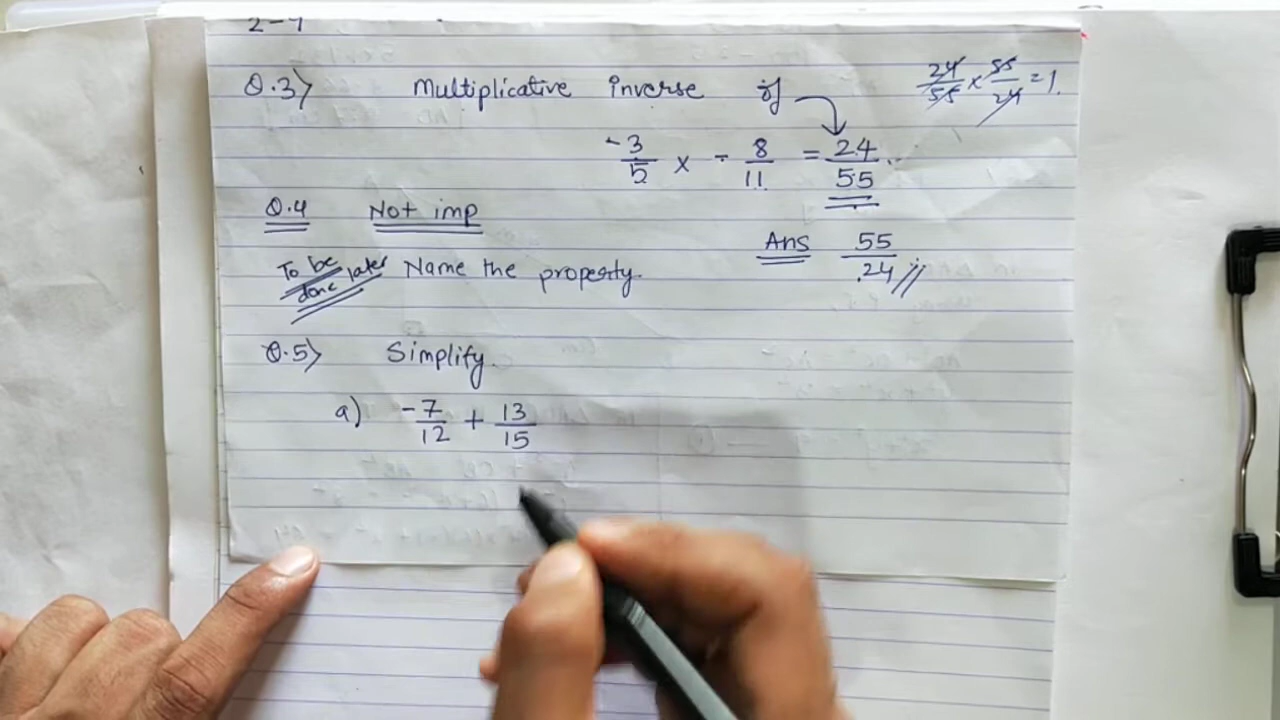 Q.3) Multiplicative inverse of
24/55 × 55/24 = 1.
-3/5 × - 8/11 = 24/55
Q.4 Not imp
Ans 55/24 //
To be done later Name the property.
Q.5) Simplify.
a) -7/12 + 13/15